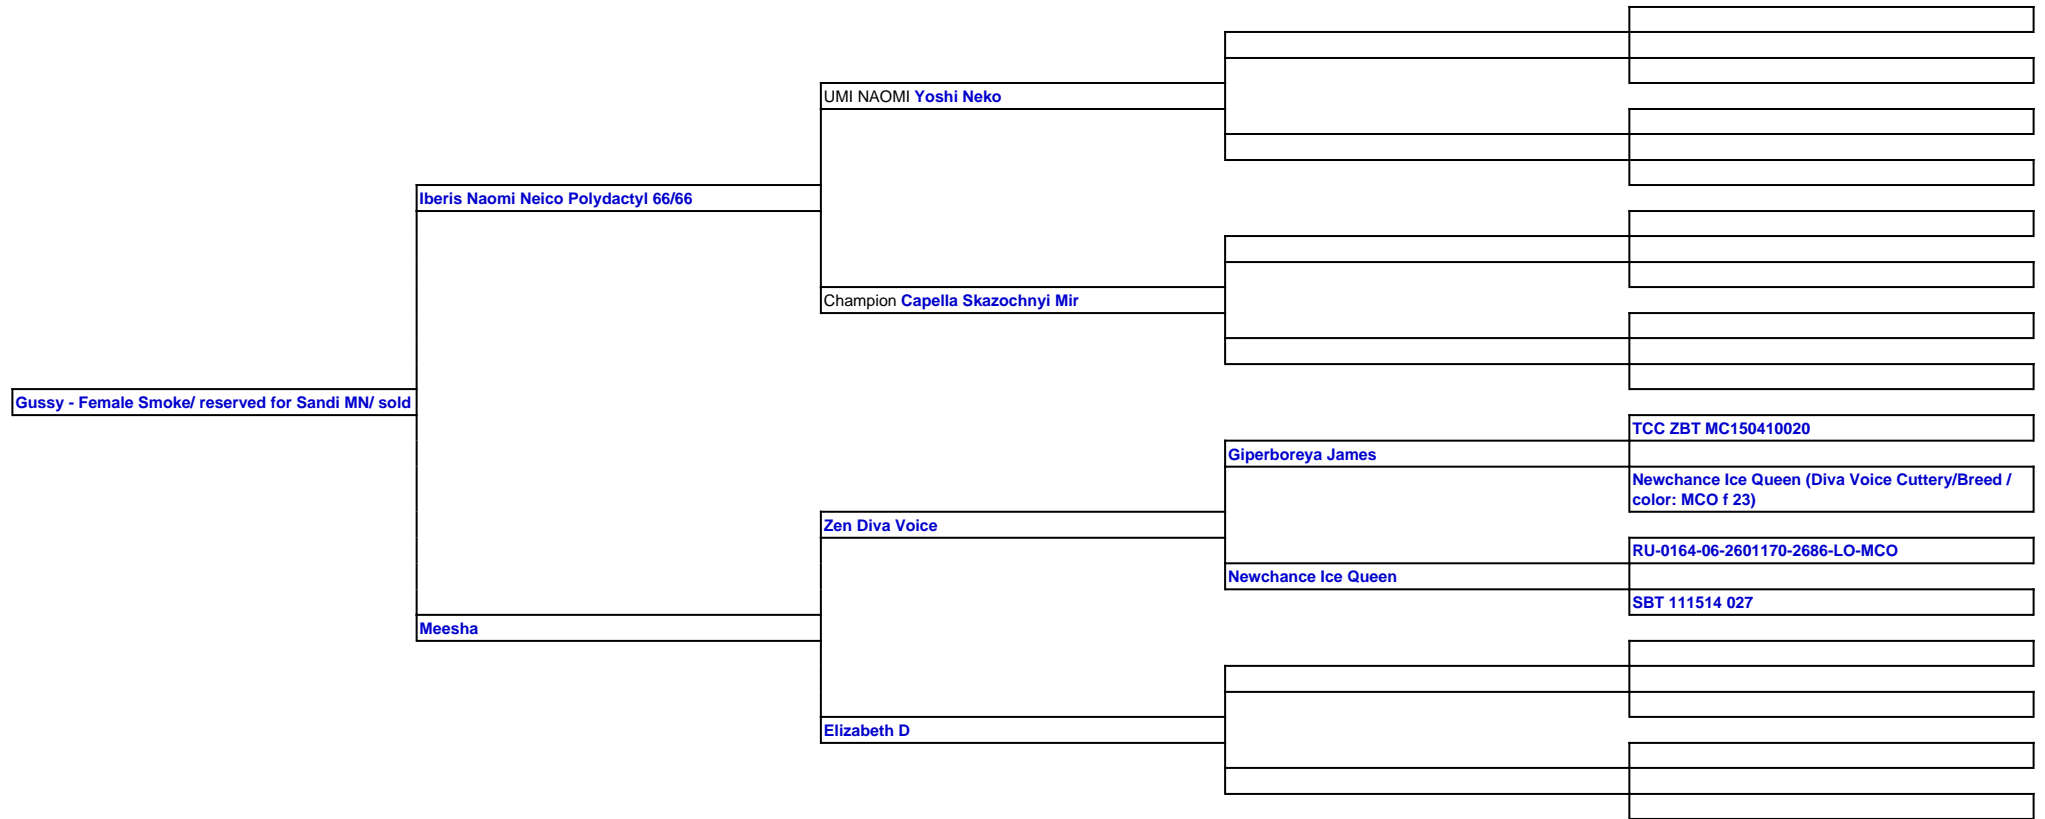 UMI NAOMI Yoshi Neko
Iberis Naomi Neico Polydactyl 66/66
Champion Capella Skazochnyi Mir
Gussy - Female Smoke/ reserved for Sandi MN/ sold
TCC ZBT MC150410020
Giperboreya James
Newchance Ice Queen (Diva Voice Cuttery/Breed /
color: MCO f 23)
Zen Diva Voice
RU-0164-06-2601170-2686-LO-MCO
Newchance Ice Queen
SBT 111514 027
Meesha
Elizabeth D